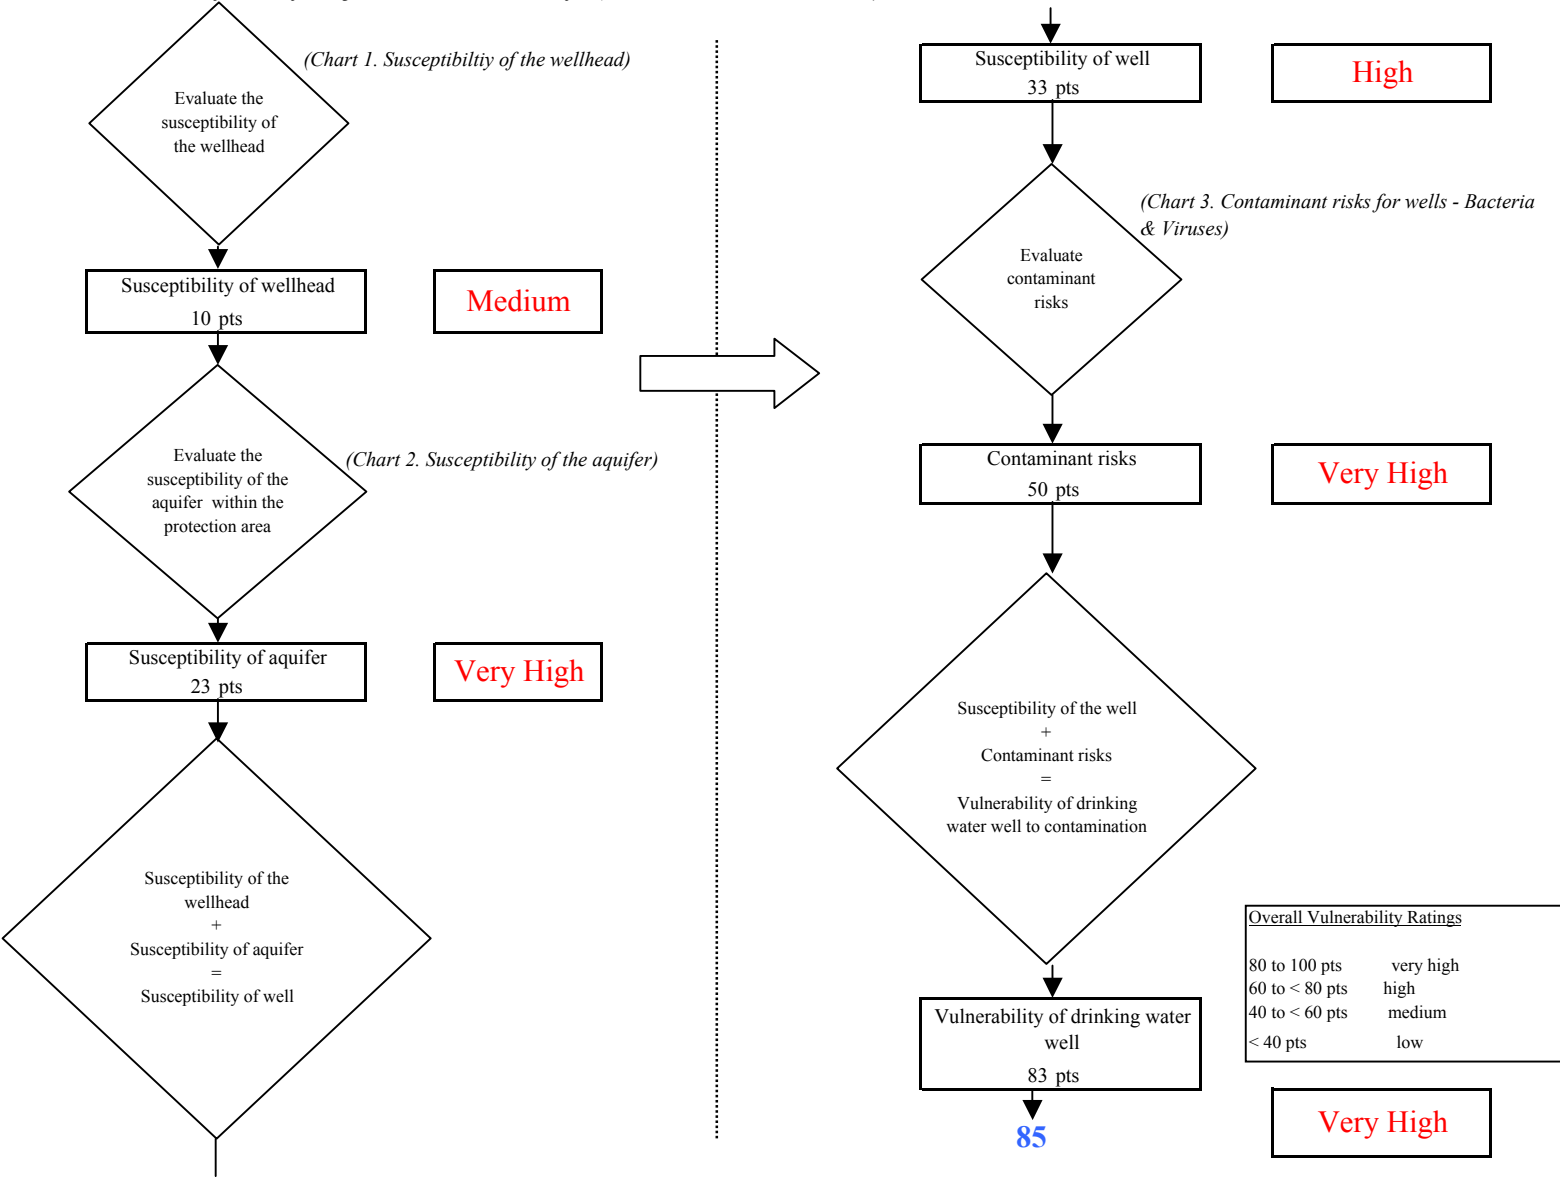 (Chart 1. Susceptibiltiy of the wellhead)
Evaluate the
susceptibility of
the wellhead
Susceptibility of wellhead
10 pts
Medium
(Chart 2. Susceptibility of the aquifer)
Evaluate the
susceptibility of the
aquifer within the
protection area
Susceptibility of aquifer
23 pts
Very High
Susceptibility of the
wellhead
+
Susceptibility of aquifer
=
Susceptibility of well
Susceptibility of well
33 pts
High
(Chart 3. Contaminant risks for wells - Bacteria
& Viruses)
Evaluate
contaminant
risks
Contaminant risks
50 pts
Very High
Susceptibility of the well
+
Contaminant risks
=
Vulnerability of drinking
water well to contamination
Overall Vulnerability Ratings
80 to 100 pts very high
60 to < 80 pts high
40 to < 60 pts medium
< 40 pts low
Vulnerability of drinking water
well
83 pts
Very High
85